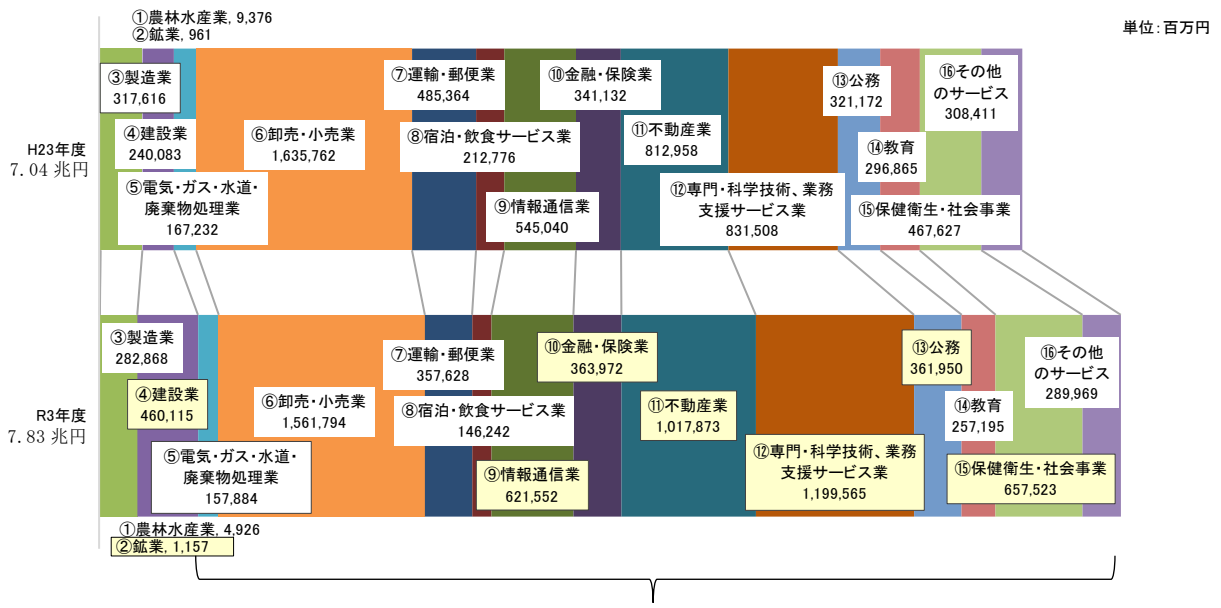 ①農林水産業, 9,376
②鉱業, 961
単位：百万円
H23年度
7.04 兆円
③製造業
317,616
④建設業
240,083
⑤電気・ガス・水道・
廃棄物処理業
167,232
⑥卸売・小売業
1,635,762
⑦運輸・郵便業
485,364
⑧宿泊・飲食サービス業
212,776
⑨情報通信業
545,040
⑩金融・保険業
341,132
⑪不動産業
812,958
⑫専門・科学技術、業務
支援サービス業
831,508
⑬公務
321,172
⑭教育
296,865
⑮保健衛生・社会事業
467,627
⑯その他
のサービス
308,411
R3年度
7.83 兆円
③製造業
282,868
④建設業
460,115
⑤電気・ガス・水道・
廃棄物処理業
157,884
⑥卸売・小売業
1,561,794
⑦運輸・郵便業
357,628
⑧宿泊・飲食サービス業
146,242
⑨情報通信業
621,552
⑩金融・保険業
363,972
⑪不動産業
1,017,873
⑫専門・科学技術、業務
支援サービス業
1,199,565
⑬公務
361,950
⑭教育
257,195
⑮保健衛生・社会事業
657,523
⑯その他
のサービス
289,969
①農林水産業, 4,926
②鉱業, 1,157